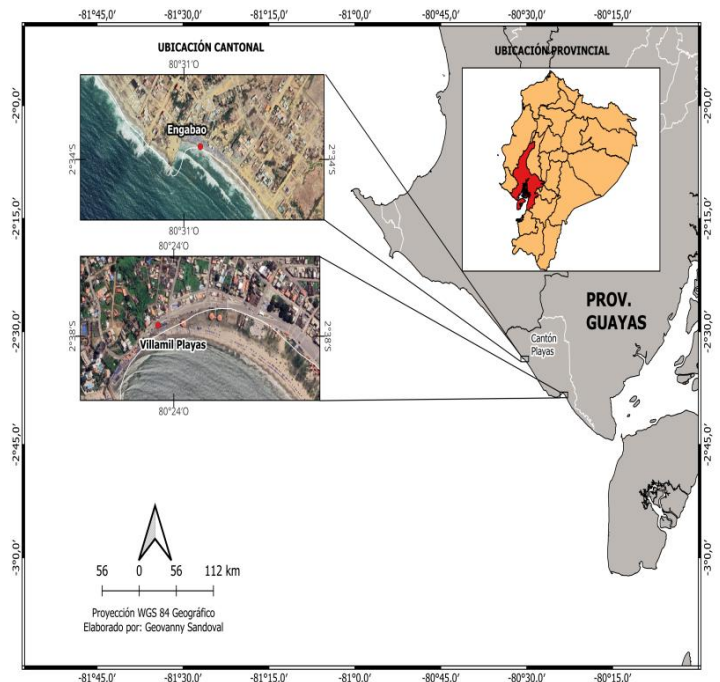 -81°45,0' -81°30,0' -81°15,0' -81°0,0' -80°45,0' -80°30,0' -80°15,0'
UBICACIÓN CANTONAL
UBICACIÓN PROVINCIAL
80°31'O
Engabao
2°34'S
2°34'S
80°31'O
80°24'O
2°38'S
Villamil Playas
2°38'S
80°24'O
PROV.
GUAYAS
Cantón
Playas
-2°0,0'
-2°15,0'
-2°30,0'
-2°45,0'
-3°0,0'
-2°0,0'
-2°15,0'
-2°30,0'
-2°45,0'
-3°0,0'
56 0 56 112 km
Proyección WGS 84 Geográfico
Elaborado por: Geovanny Sandoval
-81°45,0' -81°30,0' -81°15,0' -81°0,0' -80°45,0' -80°30,0' -80°15,0'